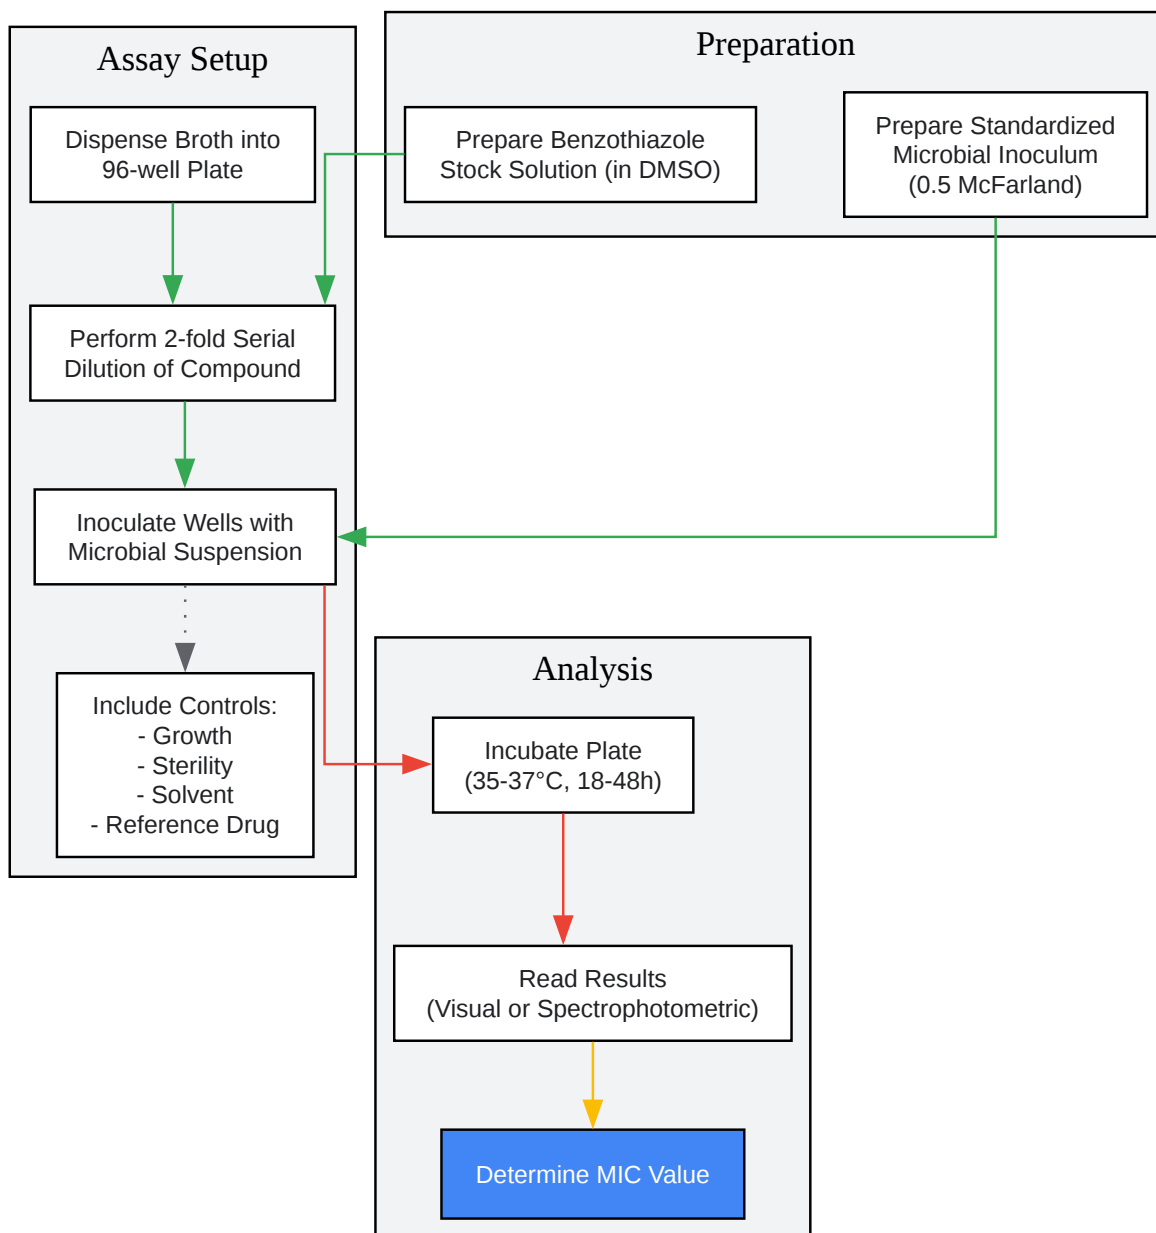 Assay Setup
Dispense Broth into
96-well Plate
Perform 2-fold Serial
Dilution of Compound
Inoculate Wells with
Microbial Suspension
Include Controls:
- Growth
- Sterility
- Solvent
- Reference Drug
Preparation
Prepare Benzothiazole
Stock Solution (in DMSO)
Prepare Standardized
Microbial Inoculum
(0.5 McFarland)
Analysis
Incubate Plate
(35-37°C, 18-48h)
Read Results
(Visual or Spectrophotometric)
Determine MIC Value